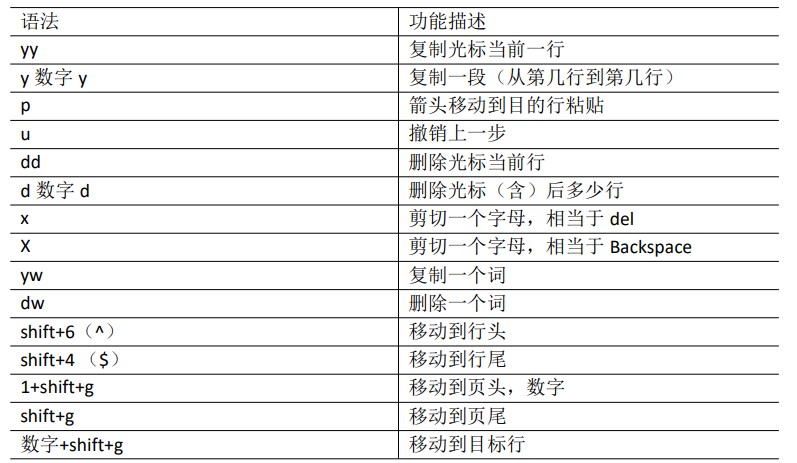 语法 功能描述
yy 复制光标当前一行
y 数字 y 复制一段（从第几行到第几行）
p 箭头移动到目的行粘贴
u 撤销上一步
dd 删除光标当前行
d 数字 d 删除光标（含）后多少行
x 剪切一个字母，相当于 del
X 剪切一个字母，相当于 Backspace
yw 复制一个词
dw 删除一个词
shift+6（^） 移动到行头
shift+4 （$） 移动到行尾
1+shift+g 移动到页头，数字
shift+g 移动到页尾
数字+shift+g 移动到目标行